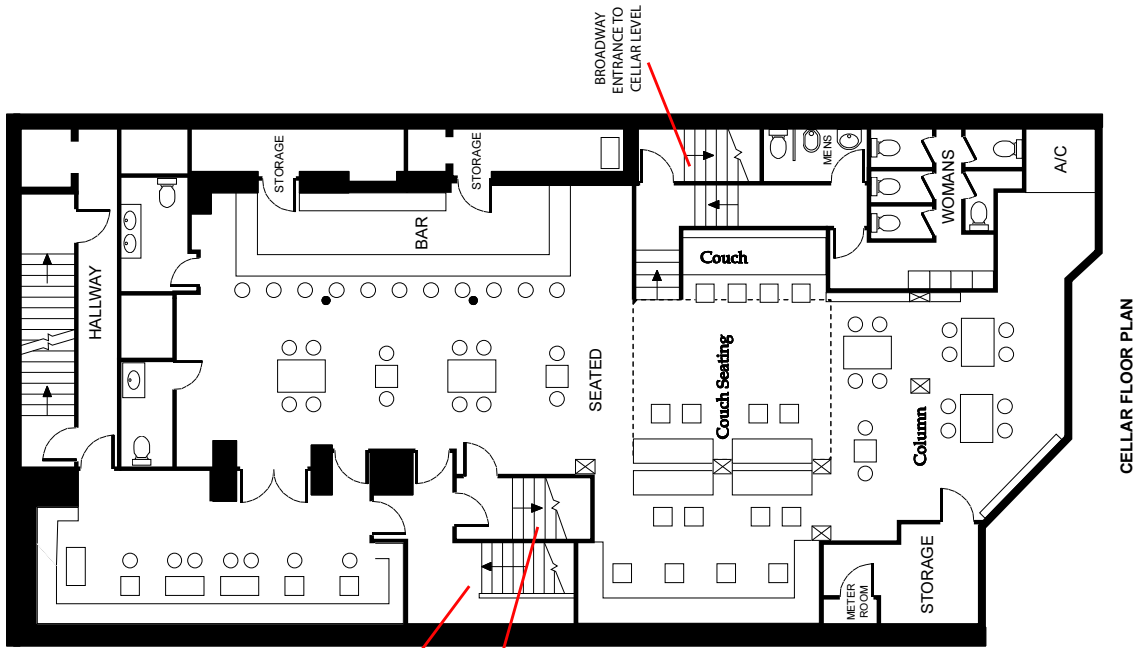 BROADWAY
ENTRANCE TO
CELLAR LEVEL
STORAGE
STORAGE
MENS
WOMANS
A/C
BAR
HALLWAY
Couch
SEATED
Couch Seating
Column
CELLAR FLOOR PLAN
METER
ROOM
STORAGE